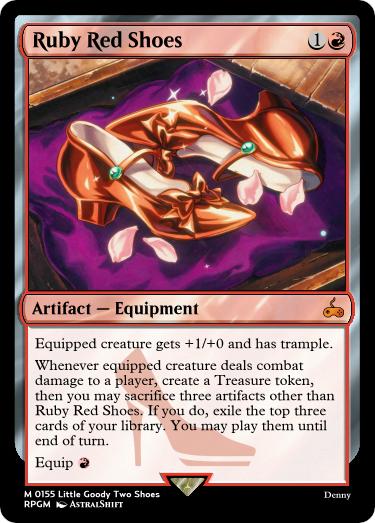 Ruby Red Shoes 1
Artifact — Equipment
Equipped creature gets +1/+0 and has trample.
Whenever equipped creature deals combat
damage to a player, create a Treasure token,
then you may sacrifice three artifacts other than
Ruby Red Shoes. If you do, exile the top three
cards of your library. You may play them until
end of turn.
Equip
M 0155 Little Goody Two Shoes
RPGM AstralShift Denny